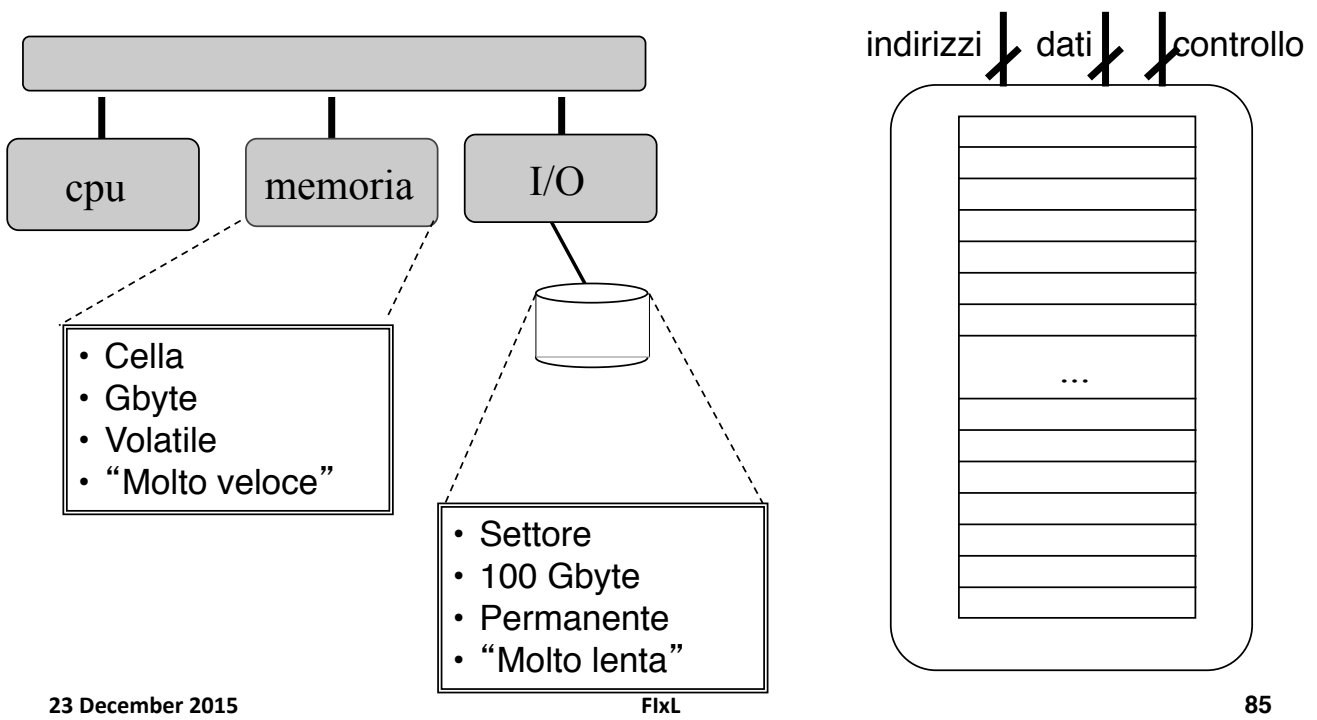 indirizzi dati controllo
cpu memoria I/O
• Cella
• Gbyte
• Volatile
• “Molto veloce”
• Settore
• 100 Gbyte
• Permanente
• “Molto lenta”
...
23 December 2015 FIxL 85